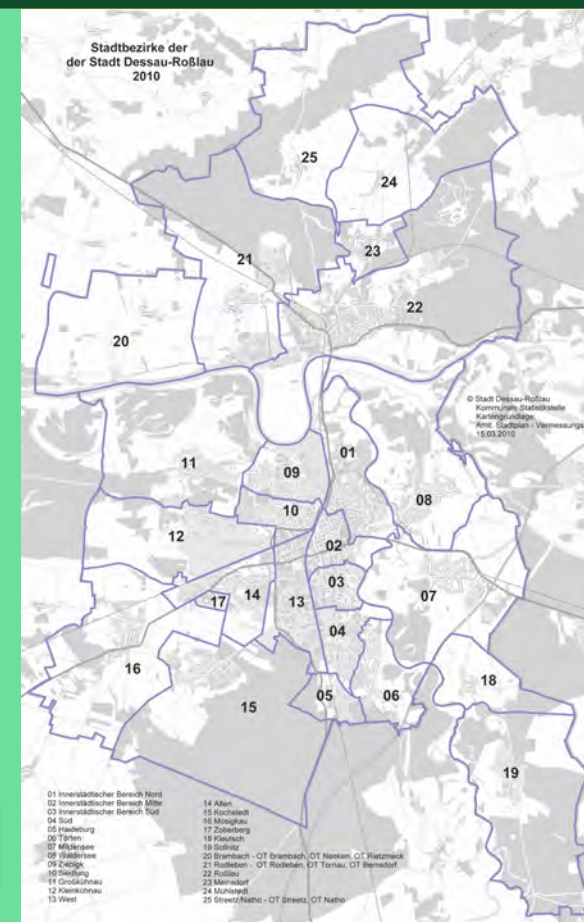 Stadtbezirke der
der Stadt Dessau-Roßlau
2010
25
24
23
21
22
20
© Stadt Dessau-Roßlau
Kommunale Statistikstelle
Kartengrundlage:
Amtl. Stadtplan - Vermessungs
15.03.2010
01
11
09
08
10
12
02
03
07
17
14
13
04
16
18
15
05
06
19
01 Innerstädtischer Bereich Nord
02 Innerstädtischer Bereich Mitte
03 Innerstädtischer Bereich Süd
04 Süd
05 Haideburg
06 Törten
07 Mildensee
08 Waldersee
09 Ziebigk
10 Siedlung
11 Großkühnau
12 Kleinkühnau
13 West
14 Alten
15 Kochstedt
16 Mosigkau
17 Zoberberg
18 Kleutsch
19 Sollnitz
20 Brambach - OT Brambach, OT Neeken, OT Rietzmeck
21 Rodleben - OT Rodleben, OT Tornau, OT Bernsdorf
22 Roßlau
23 Meinsdorf
24 Mühlstedt
25 Streetz/Natho - OT Streetz, OT Natho